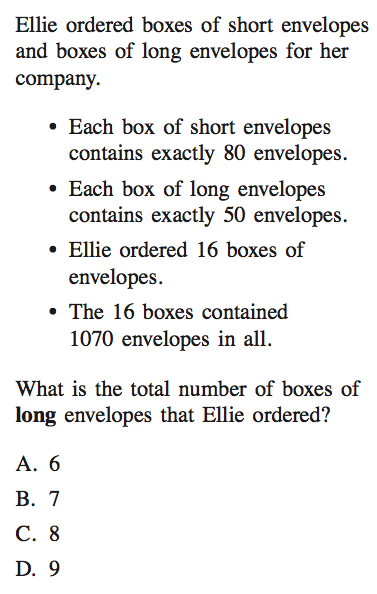 Ellie ordered boxes of short envelopes
and boxes of long envelopes for her
company.
• Each box of short envelopes
contains exactly 80 envelopes.
• Each box of long envelopes
contains exactly 50 envelopes.
• Ellie ordered 16 boxes of
envelopes.
• The 16 boxes contained
1070 envelopes in all.
What is the total number of boxes of
long envelopes that Ellie ordered?
A. 6
B. 7
C. 8
D. 9